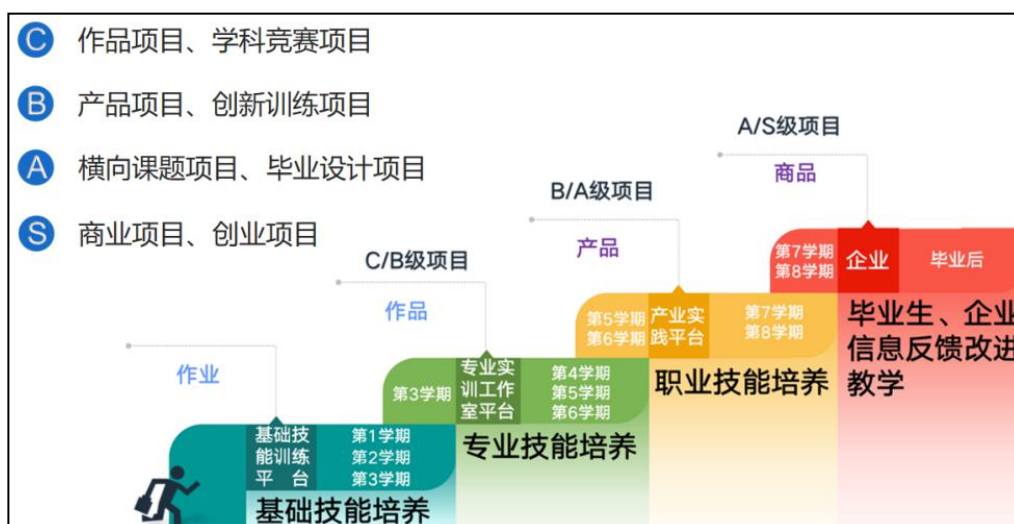 C 作品项目、学科竞赛项目
B 产品项目、创新训练项目
A 横向课题项目、毕业设计项目
S 商业项目、创业项目
A/S级项目
商品
B/A级项目
产品
C/B级项目
作品
作业
第7学期
第8学期
企业
毕业后
毕业生、企业
信息反馈改进
教学
第5学期
第6学期
产业实
践平台
第7学期
第8学期
职业技能培养
第3学期
专业实
训工作
室平台
第4学期
第5学期
第6学期
专业技能培养
基础技
能训练
平 台
第1学期
第2学期
第3学期
基础技能培养